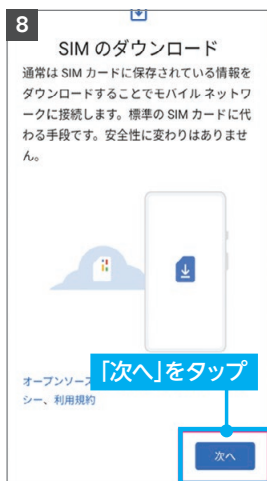 8
SIM のダウンロード
通常は SIM カードに保存されている情報を
ダウンロードすることでモバイル ネットワ
ークに接続します。標準の SIM カードに代
わる手段です。安全性に変わりはありませ
ん。
「次へ」をタップ
オープンソース
シー、利用規約
次へ